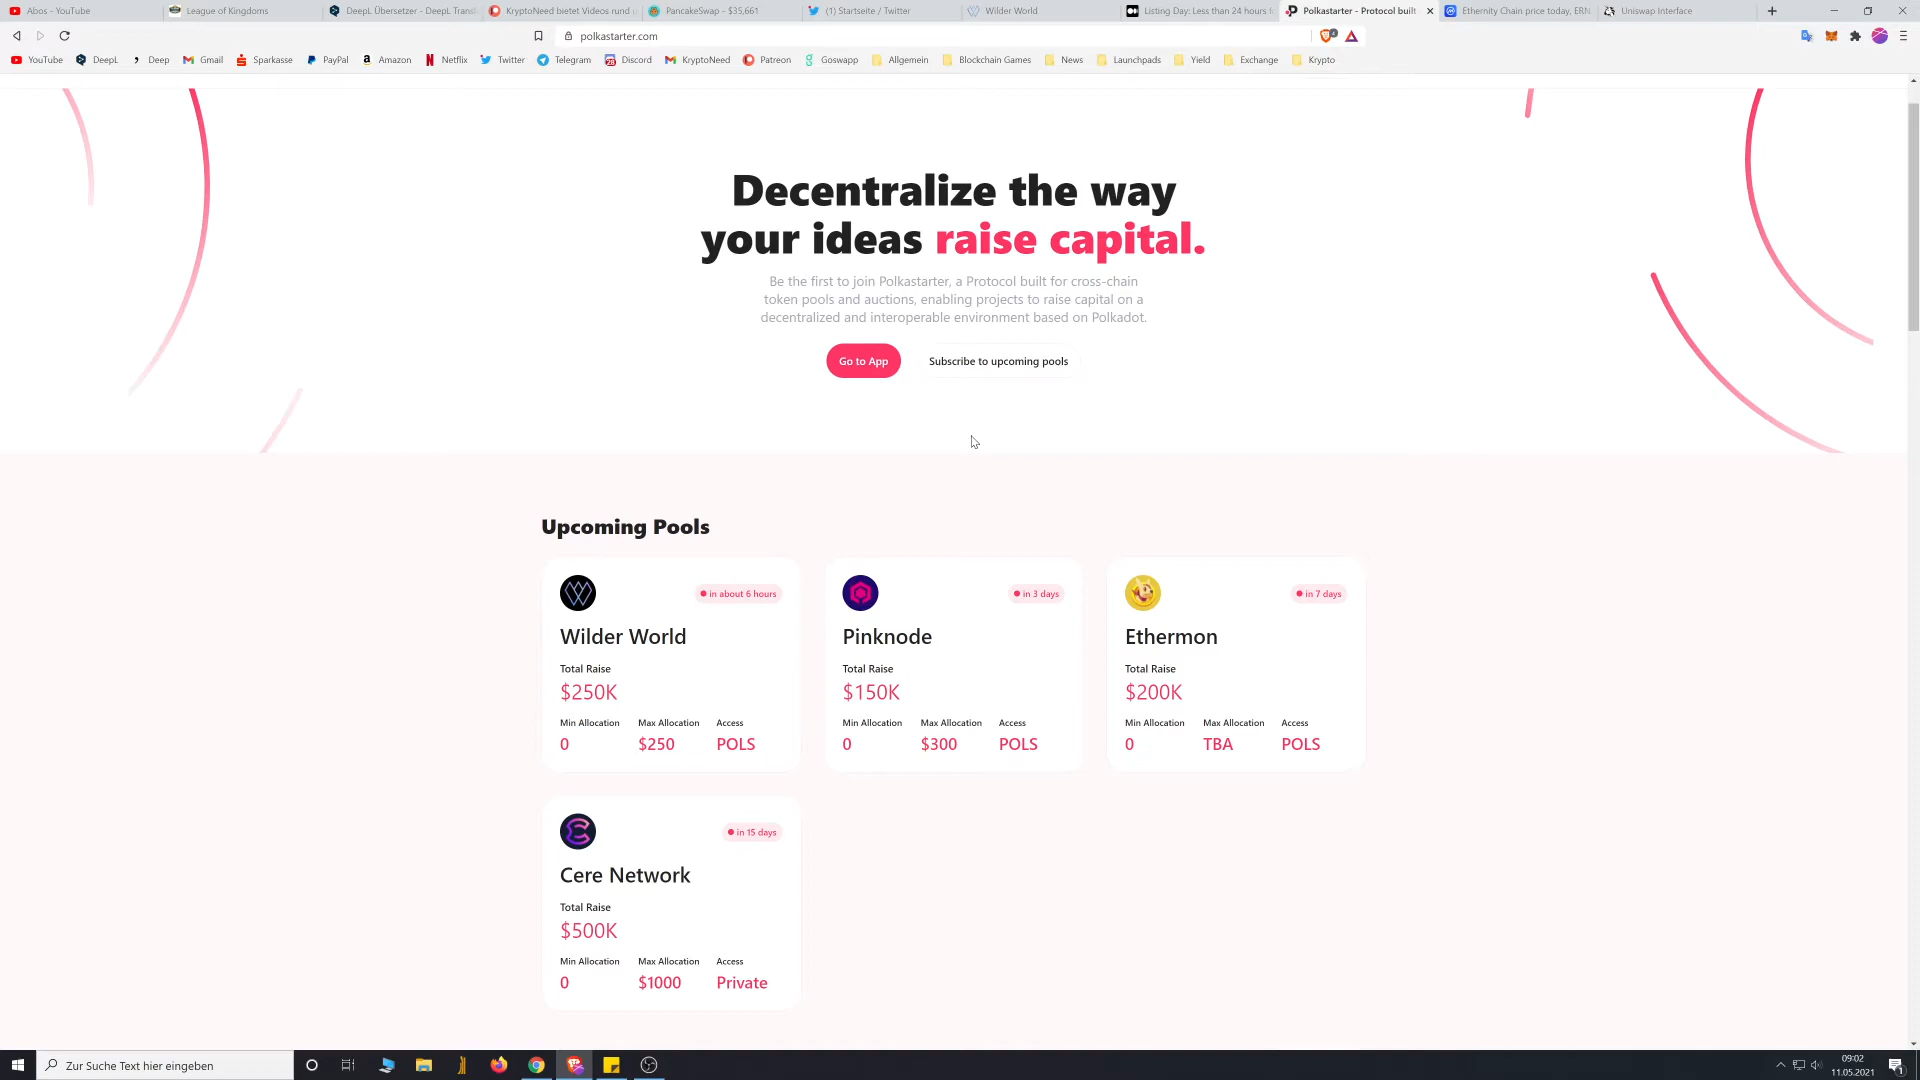 Abos - YouTube
League of Kingdoms
DeepL Übersetzer - DeepL Transl
KryptoNeed bietet Videos rund u
PancakeSwap - $35,661
(1) Startseite / Twitter
Wilder World
Listing Day: Less than 24 hours
Polkastarter - Protocol built
Ethernity Chain price today, ERN
Uniswap Interface
polkastarter.com
YouTube
DeepL
Deep
Gmail
Sparkasse
PayPal
Amazon
Netflix
Twitter
Telegram
Discord
KryptoNeed
Patreon
Goswapp
Allgemein
Blockchain Games
News
Launchpads
Yield
Exchange
Krypto
Decentralize the way
your ideas raise capital.
Be the first to join Polkastarter, a Protocol built for cross-chain
token pools and auctions, enabling projects to raise capital on a
decentralized and interoperable environment based on Polkadot.
Go to App
Subscribe to upcoming pools
Upcoming Pools
in about 6 hours
Wilder World
Total Raise
$250K
Min Allocation Max Allocation Access
0 $250 POLS
in 3 days
Pinknode
Total Raise
$150K
Min Allocation Max Allocation Access
0 $300 POLS
in 7 days
Ethermon
Total Raise
$200K
Min Allocation Max Allocation Access
0 TBA POLS
in 15 days
Cere Network
Total Raise
$500K
Min Allocation Max Allocation Access
0 $1000 Private
Zur Suche Text hier eingeben
09:02
11.05.2021